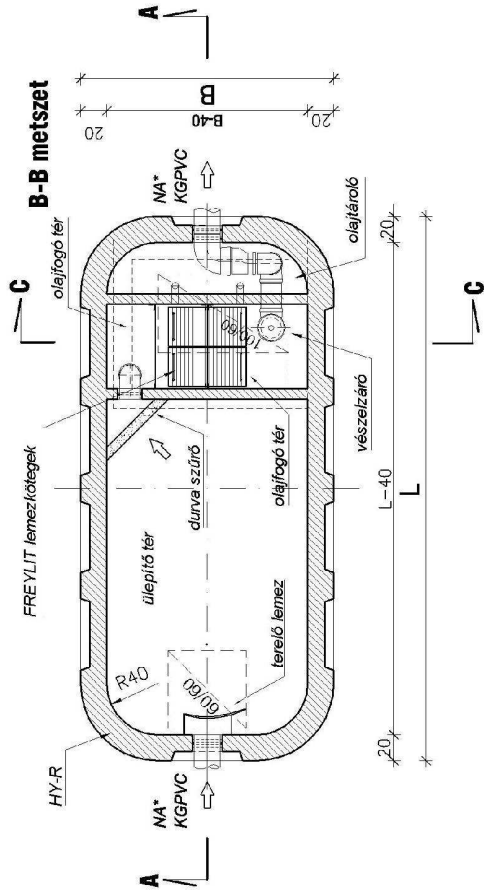 B-B metszet
A
A
C
C
B
B-40
20
20
NA*
KGPVC
olajfogó tér
olajtároló
FREYLIT lemezkötegek
100/60
vészelzáró
durva szűrő
olajfogó tér
ülepítő tér
terelő lemez
60/60
R40
HY-R
NA*
KGPVC
20
L-40
20
L